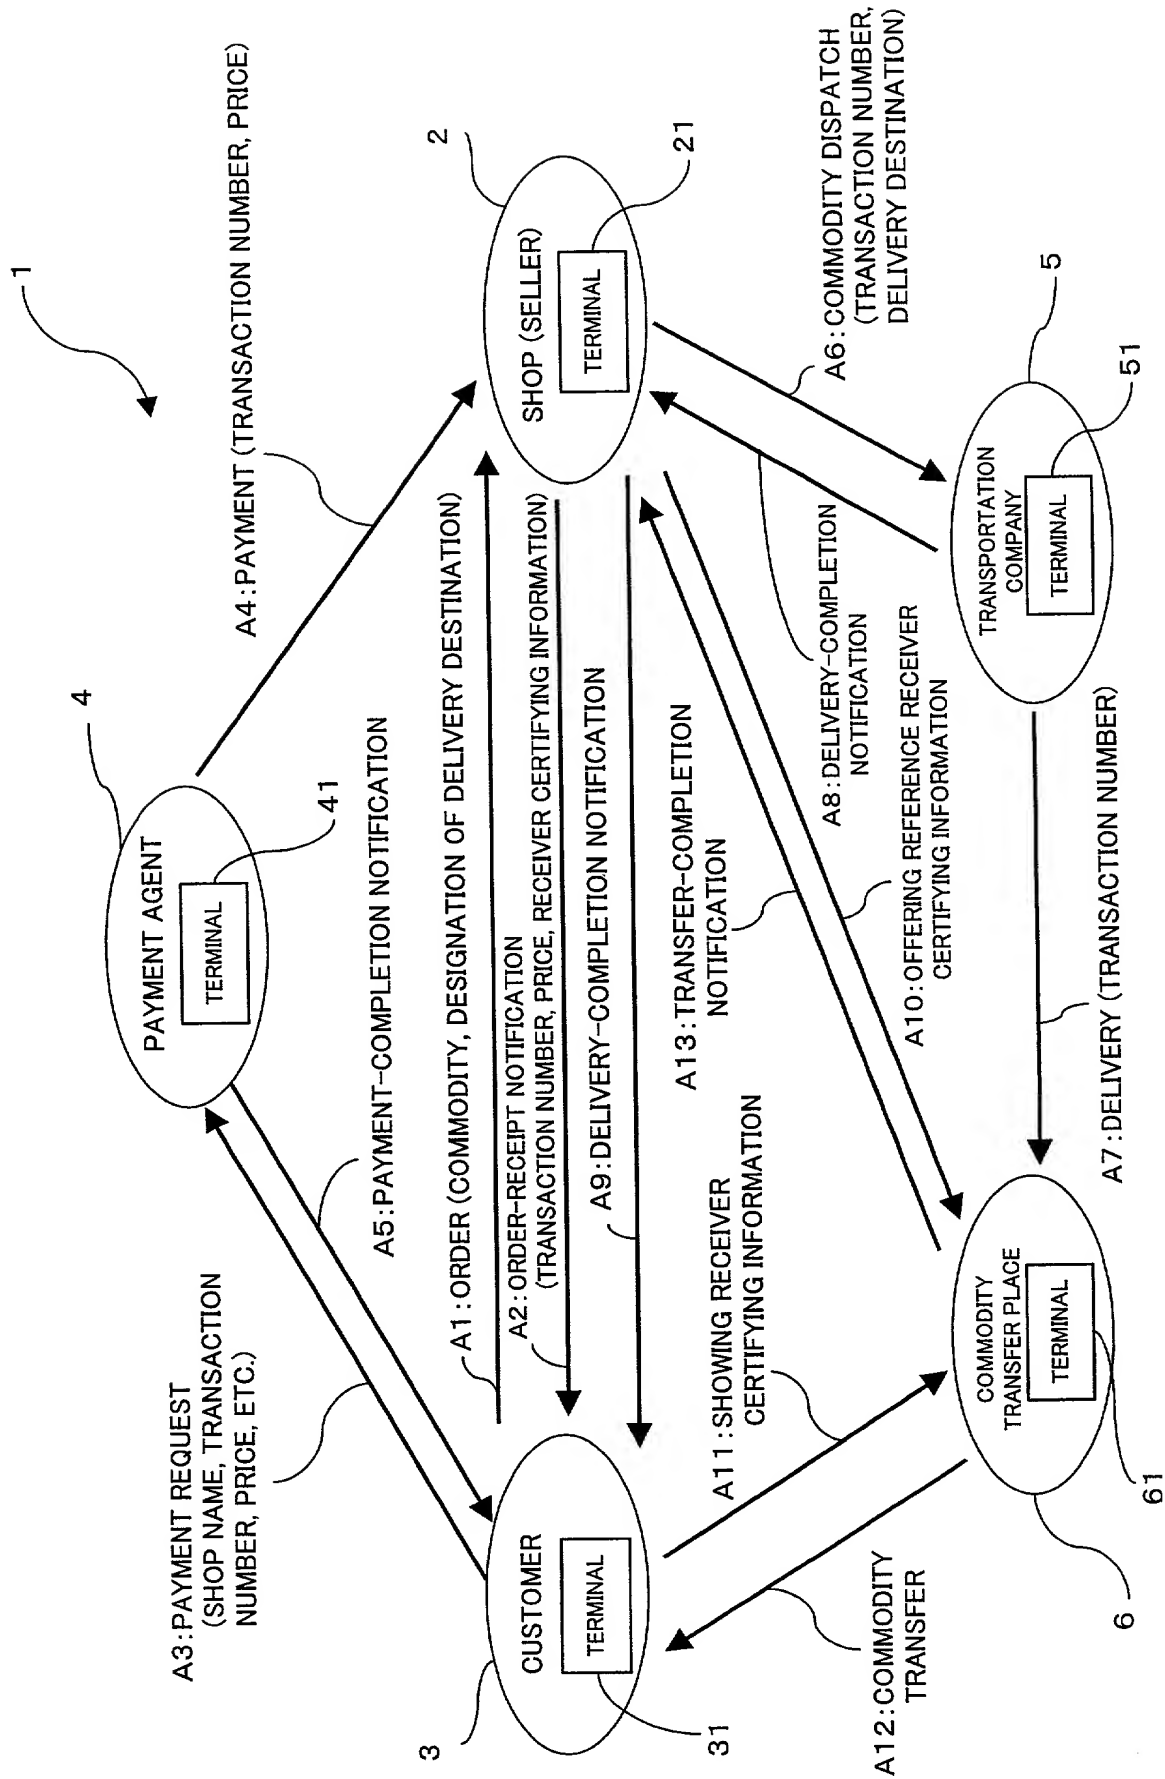 1
4
PAYMENT AGENT
TERMINAL
41
A3:PAYMENT REQUEST
(SHOP NAME, TRANSACTION
NUMBER, PRICE, ETC.)
A5:PAYMENT-COMPLETION NOTIFICATION
A4:PAYMENT (TRANSACTION NUMBER, PRICE)
A1:ORDER (COMMODITY, DESIGNATION OF DELIVERY DESTINATION)
A2:ORDER-RECEIPT NOTIFICATION
(TRANSACTION NUMBER, PRICE, RECEIVER CERTIFYING INFORMATION)
A9:DELIVERY-COMPLETION NOTIFICATION
3
CUSTOMER
TERMINAL
31
2
SHOP (SELLER)
TERMINAL
21
A11:SHOWING RECEIVER
CERTIFYING INFORMATION
A13:TRANSFER-COMPLETION
NOTIFICATION
A8:DELIVERY-COMPLETION
NOTIFICATION
A6:COMMODITY DISPATCH
(TRANSACTION NUMBER,
DELIVERY DESTINATION)
A12:COMMODITY
TRANSFER
A10:OFFERING REFERENCE RECEIVER
CERTIFYING INFORMATION
6
COMMODITY
TRANSFER PLACE
TERMINAL
61
A7:DELIVERY (TRANSACTION NUMBER)
5
TRANSPORTATION
COMPANY
TERMINAL
51